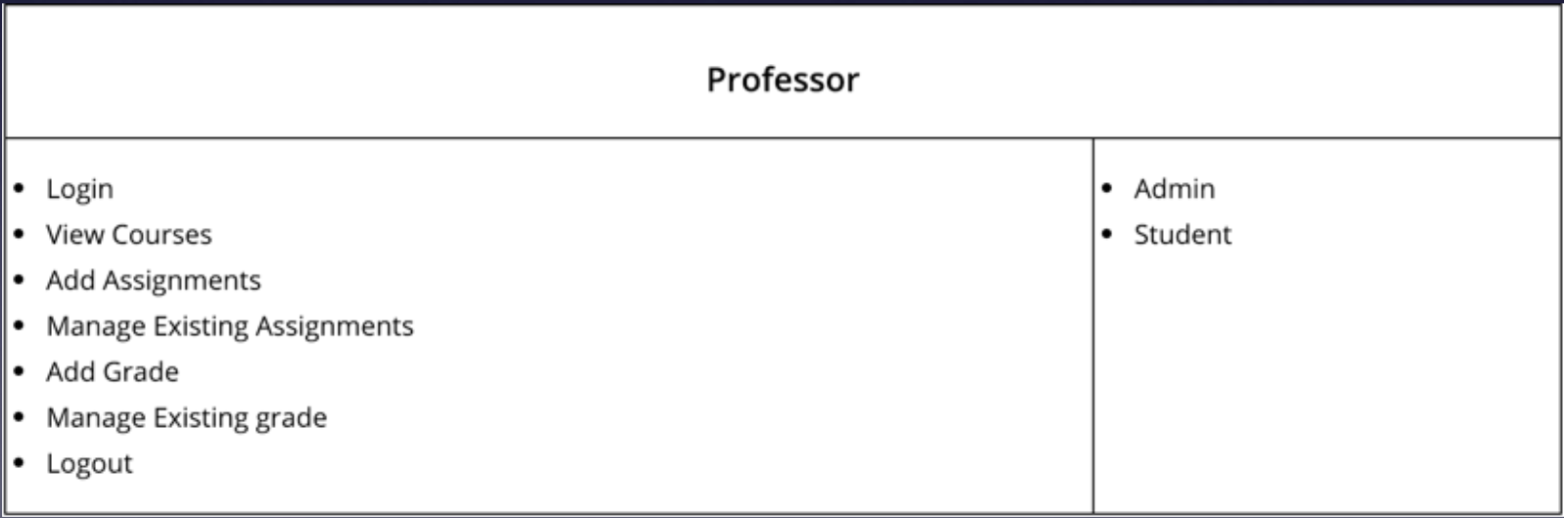 Professor
• Login
• View Courses
• Add Assignments
• Manage Existing Assignments
• Add Grade
• Manage Existing grade
• Logout
• Admin
• Student